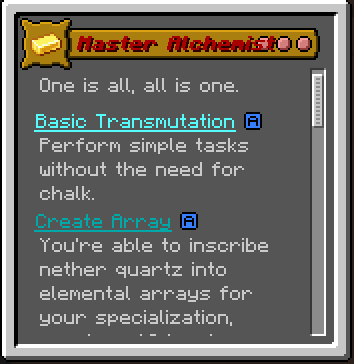 Master Alchemist
One is all, all is one.
Basic Transmutation A
Perform simple tasks
without the need for
chalk.
Create Array A
You're able to inscribe
nether quartz into
elemental arrays for
your specialization,